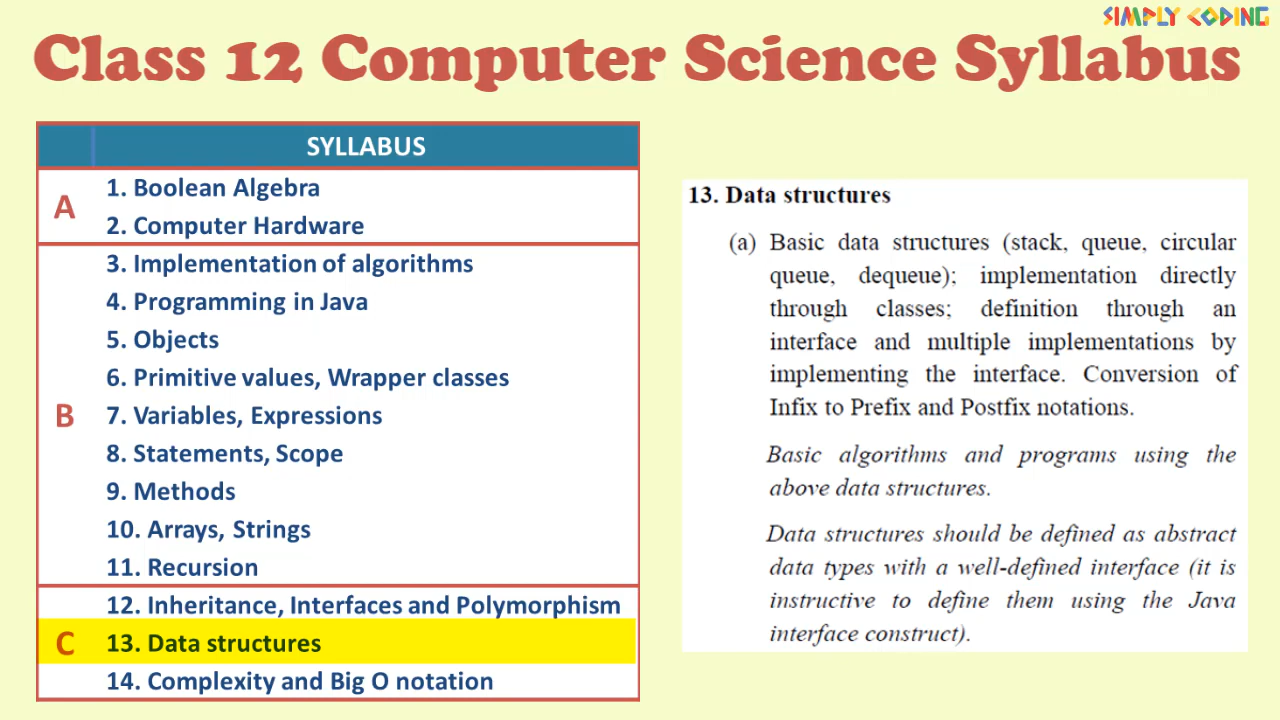 SIMPLY CODING
Class 12 Computer Science Syllabus
SYLLABUS
A
1. Boolean Algebra
2. Computer Hardware
B
3. Implementation of algorithms
4. Programming in Java
5. Objects
6. Primitive values, Wrapper classes
7. Variables, Expressions
8. Statements, Scope
9. Methods
10. Arrays, Strings
11. Recursion
C
12. Inheritance, Interfaces and Polymorphism
13. Data structures
14. Complexity and Big O notation
13. Data structures
(a) Basic data structures (stack, queue, circular
queue, dequeue); implementation directly
through classes; definition through an
interface and multiple implementations by
implementing the interface. Conversion of
Infix to Prefix and Postfix notations.
Basic algorithms and programs using the
above data structures.
Data structures should be defined as abstract
data types with a well-defined interface (it is
instructive to define them using the Java
interface construct).